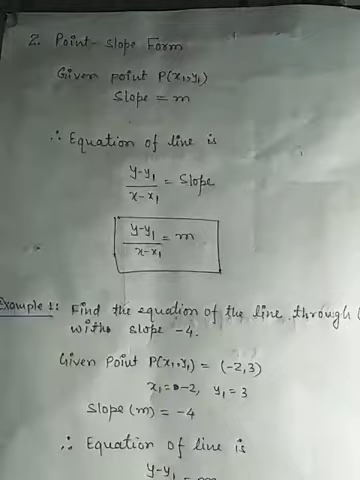 2. Point-slope Form
Given point P(x₁,y₁)
Slope = m
∴ Equation of line is
y-y₁/x-x₁ = Slope
y-y₁/x-x₁ = m
Example 1: Find the equation of the line through (
with slope -4.
Given Point P(x₁,y₁) = (-2,3)
x₁=-2, y₁=3
Slope (m) = -4
∴ Equation of line is
y-y₁ = m